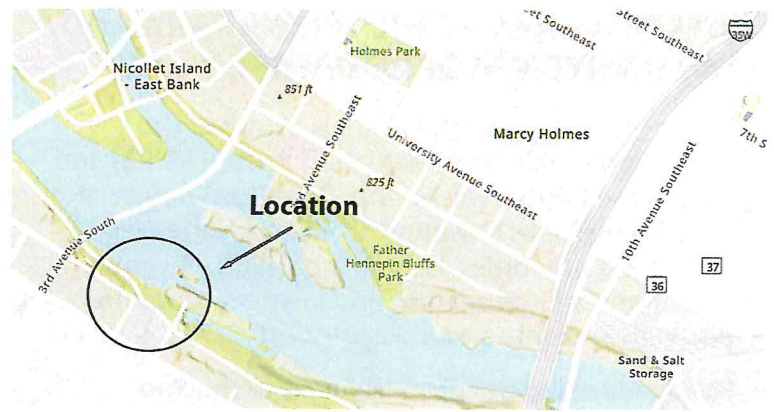 Street Southeast
35W
eet Southeast
Holmes Park
Nicollet Island
- East Bank
851 ft
Marcy Holmes
7th S
University Avenue Southeast
d Avenue Southeast
825 ft
10th Avenue Southeast
Location
3rd Avenue South
Father
Hennepin Bluffs
Park
37
36
Sand & Salt
Storage